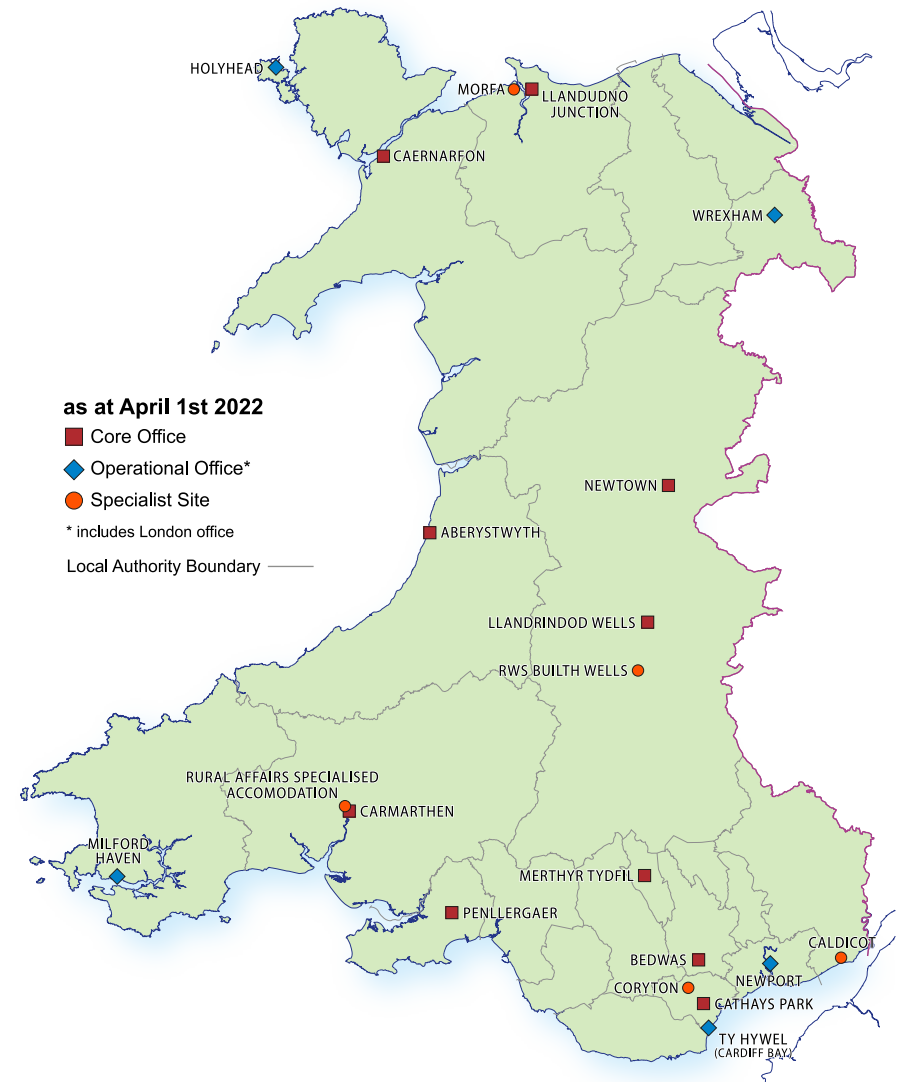 HOLYHEAD
MORFA
LLANDUDNO
JUNCTION
CAERNARFON
WREXHAM
as at April 1st 2022
Core Office
Operational Office*
Specialist Site
* includes London office
Local Authority Boundary
NEWTOWN
ABERYSTWYTH
LLANDRINDOD WELLS
RWS BUILTH WELLS
RURAL AFFAIRS SPECIALISED
ACCOMODATION
CARMARTHEN
MILFORD
HAVEN
MERTHYR TYDFIL
PENLLERGAER
CALDICOT
BEDWAS
NEWPORT
CORYTON
CATHAYS PARK
TY HYWEL
(CARDIFF BAY)